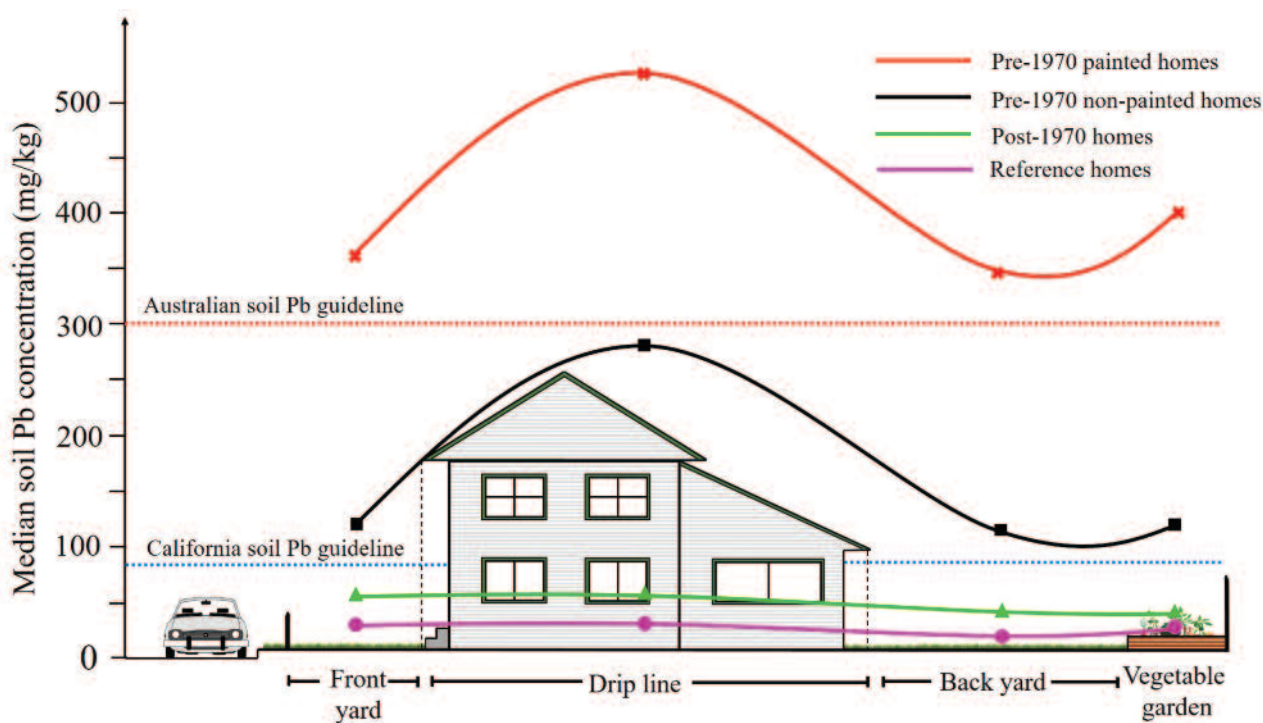 Median soil Pb concentration (mg/kg)
500
400
300
200
100
0
Pre-1970 painted homes
Pre-1970 non-painted homes
Post-1970 homes
Reference homes
Australian soil Pb guideline
California soil Pb guideline
Front
yard
Drip line
Back yard
Vegetable
garden